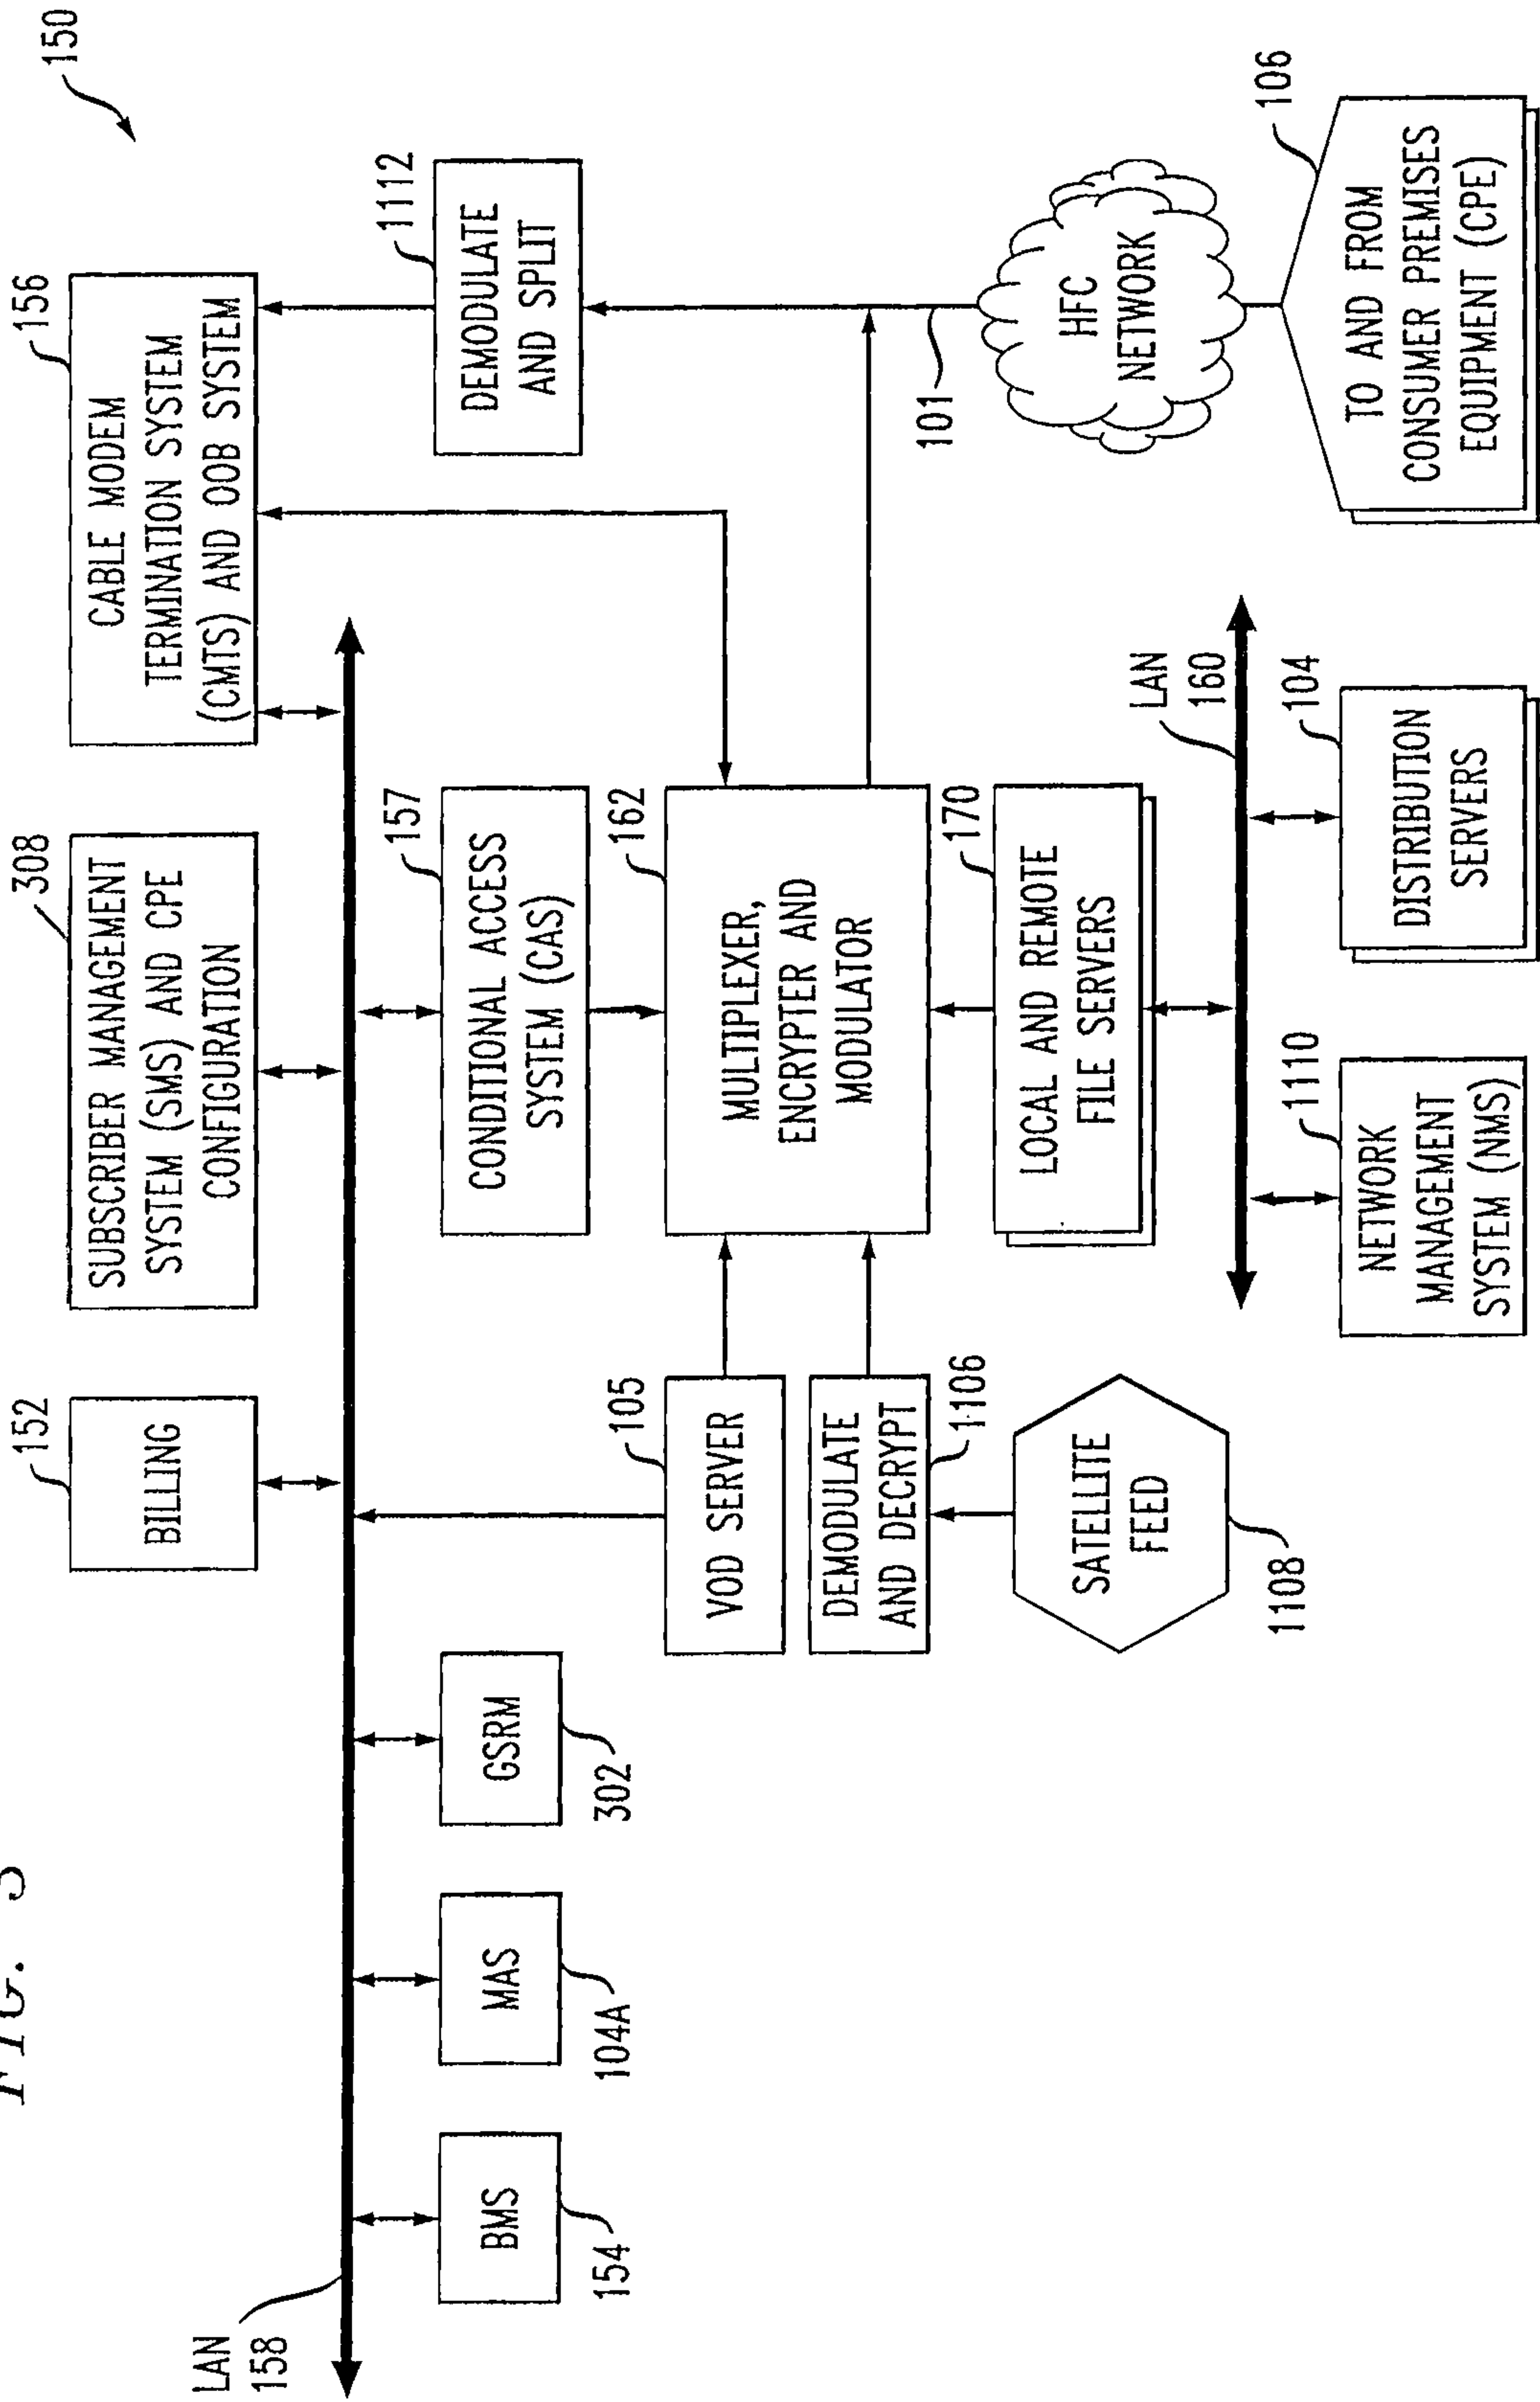 FIG. 3
150
152
BILLING
308
SUBSCRIBER MANAGEMENT
SYSTEM (SMS) AND CPE
CONFIGURATION
156
CABLE MODEM
TERMINATION SYSTEM
(CMTS) AND OOB SYSTEM
LAN
158
BMS
154
MAS
104A
GSRM
302
157
CONDITIONAL ACCESS
SYSTEM (CAS)
1112
DEMODULATE
AND SPLIT
105
VOD SERVER
162
MULTIPLEXER,
ENCRYPTER AND
MODULATOR
DEMODULATE
AND DECRYPT
1106
SATELLITE
FEED
1108
170
LOCAL AND REMOTE
FILE SERVERS
101
HFC
NETWORK
LAN
160
1110
NETWORK
MANAGEMENT
SYSTEM (NMS)
104
DISTRIBUTION
SERVERS
106
TO AND FROM
CONSUMER PREMISES
EQUIPMENT (CPE)